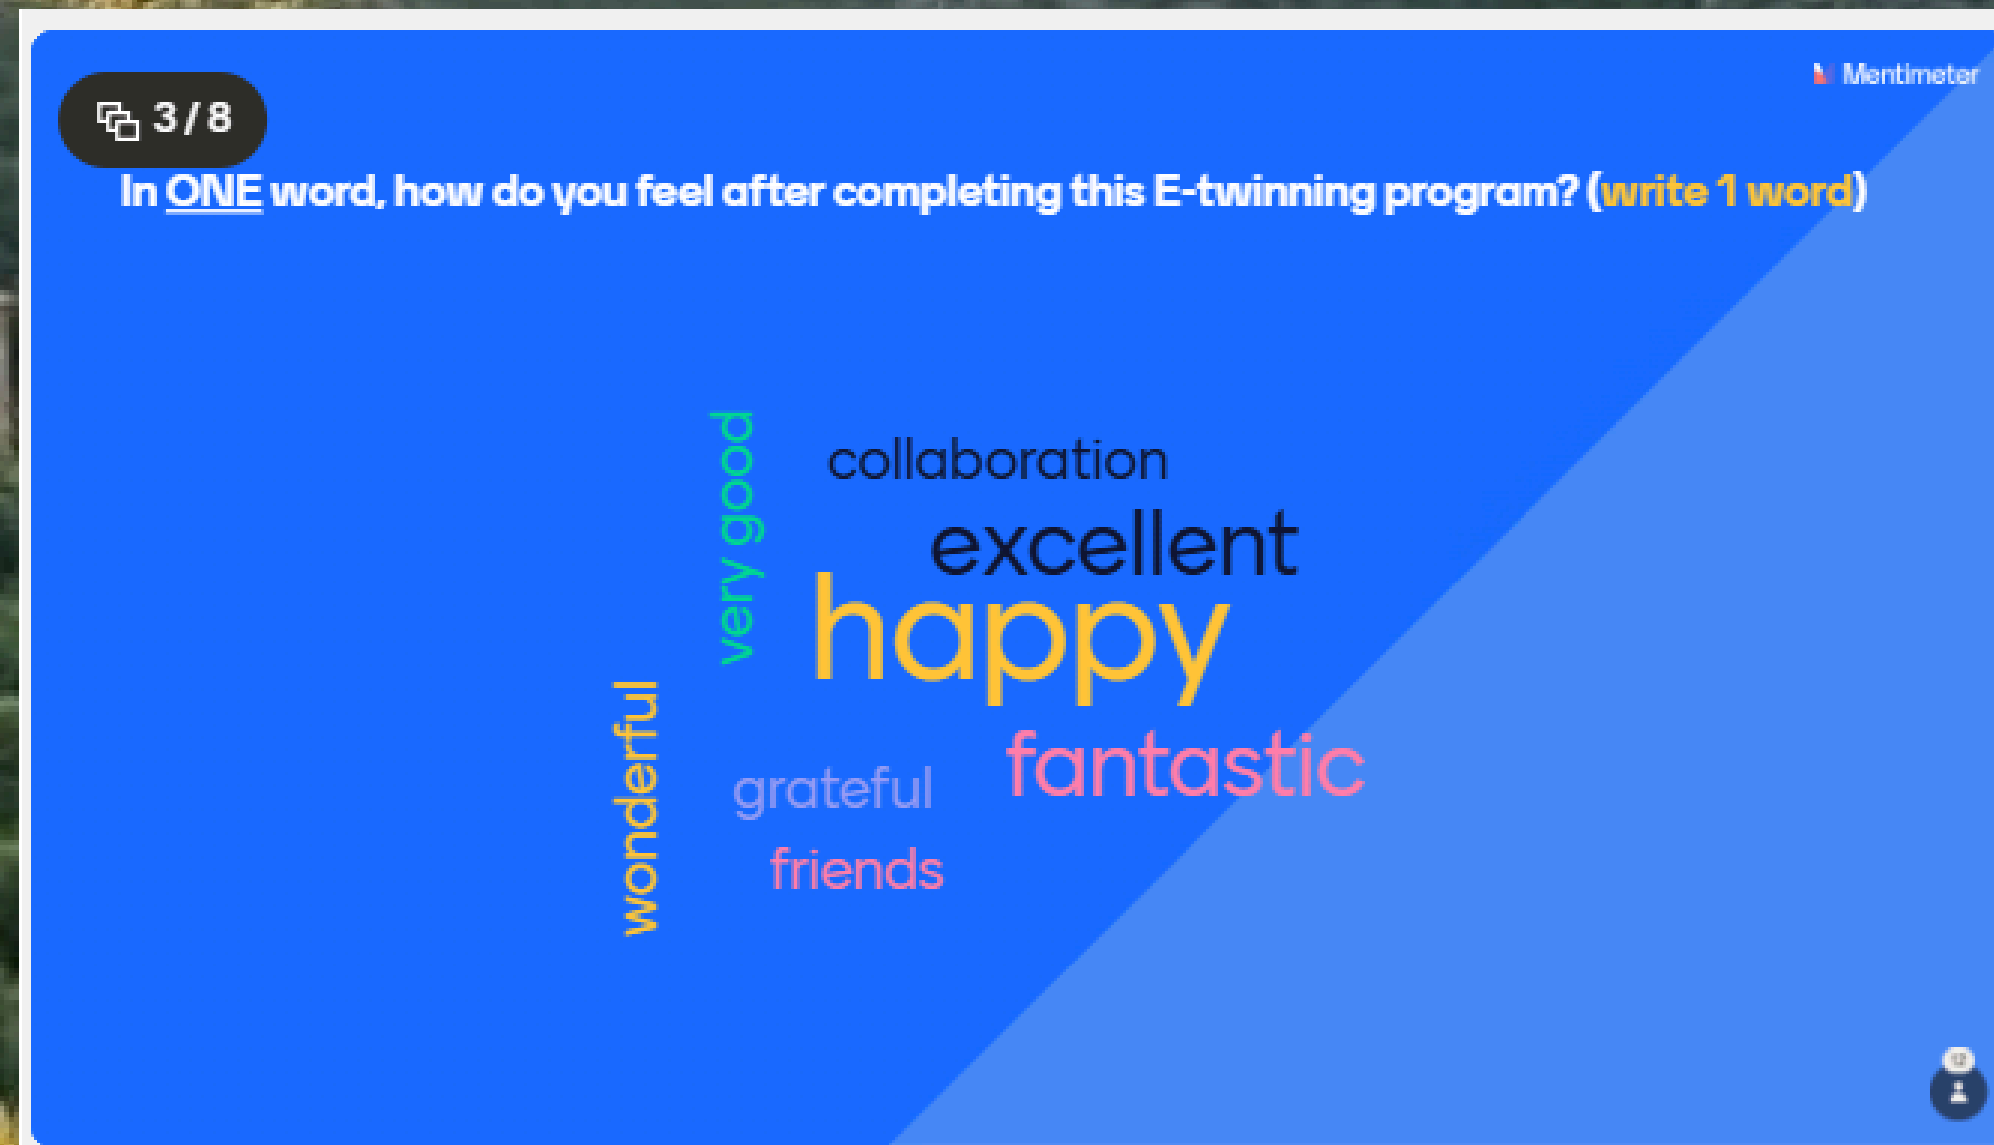 Mentimeter
3/8
In ONE word, how do you feel after completing this E-twinning program? (write 1 word)
very good
collaboration
excellent
happy
wonderful
grateful
fantastic
friends